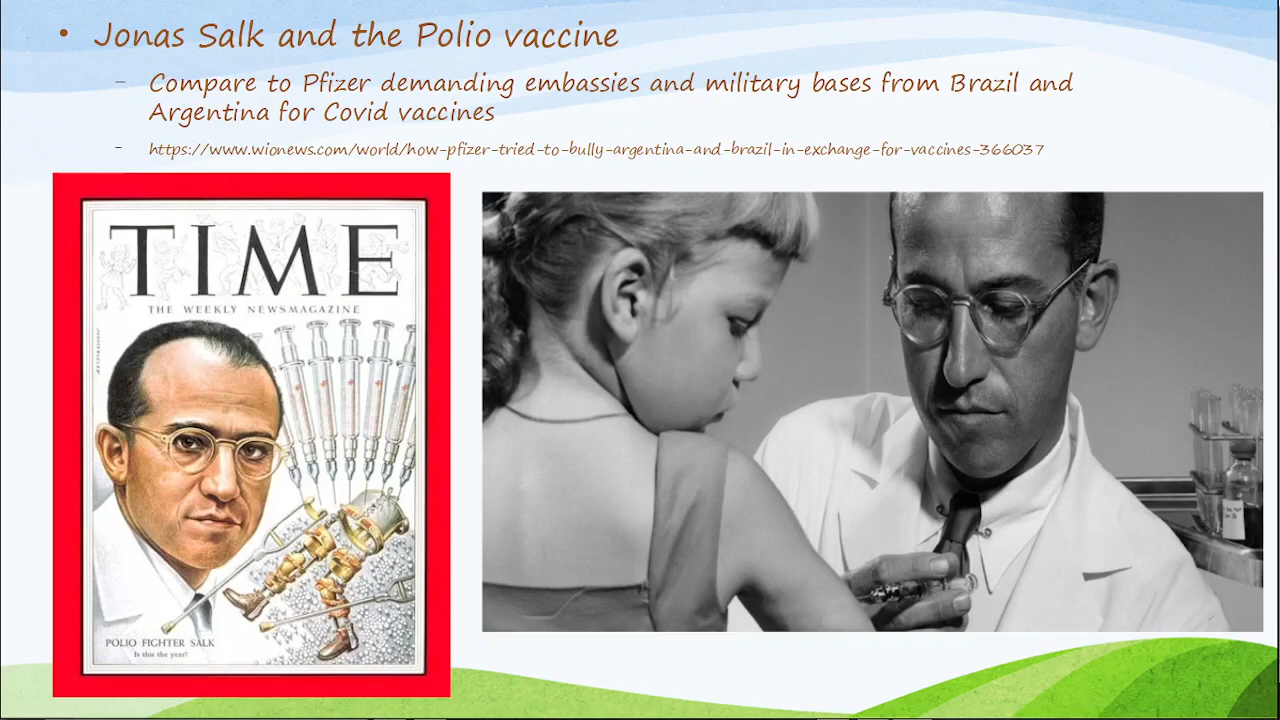 • Jonas Salk and the Polio vaccine
– Compare to Pfizer demanding embassies and military bases from Brazil and
Argentina for Covid vaccines
- https://www.wionews.com/world/how-pfizer-tried-to-bully-argentina-and-brazil-in-exchange-for-vaccines-366037
TIME
THE WEEKLY NEWSMAGAZINE
POLIO FIGHTER SALK
Is this the year?